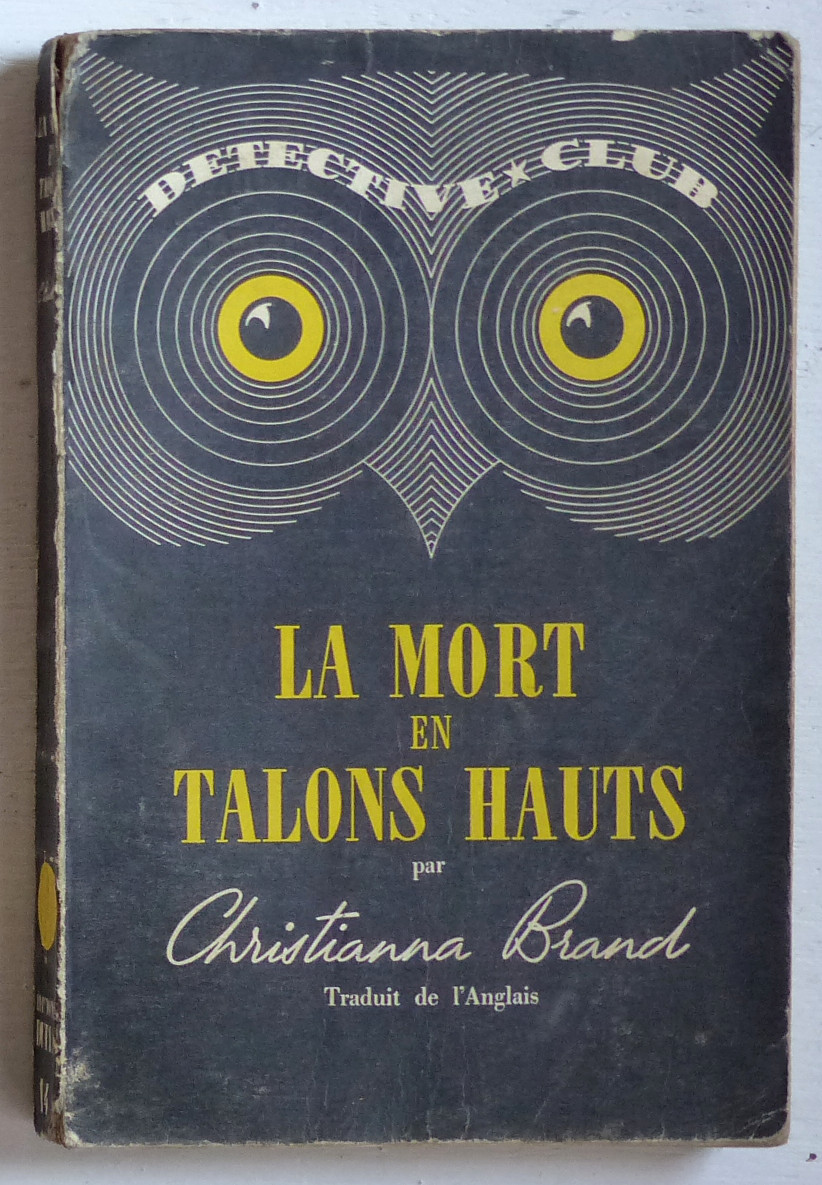 DETECTIVE★CLUB
LA MORT
EN
TALONS HAUTS
par
Christianna Brand
Traduit de l'Anglais